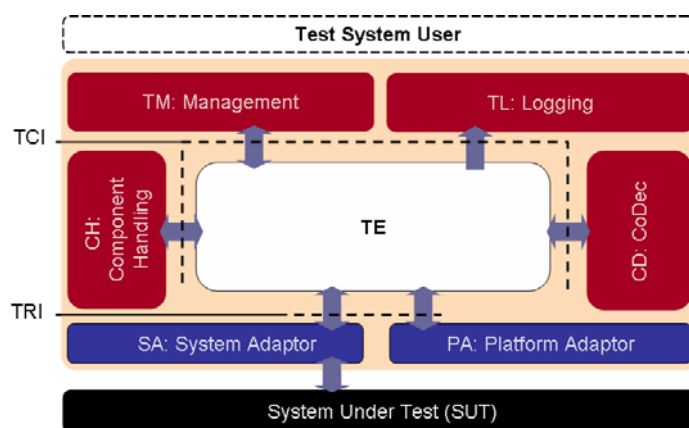 Test System User
TM: Management
TL: Logging
TCI
CH:
Component
Handling
TE
CD: CoDec
TRI
SA: System Adaptor
PA: Platform Adaptor
System Under Test (SUT)